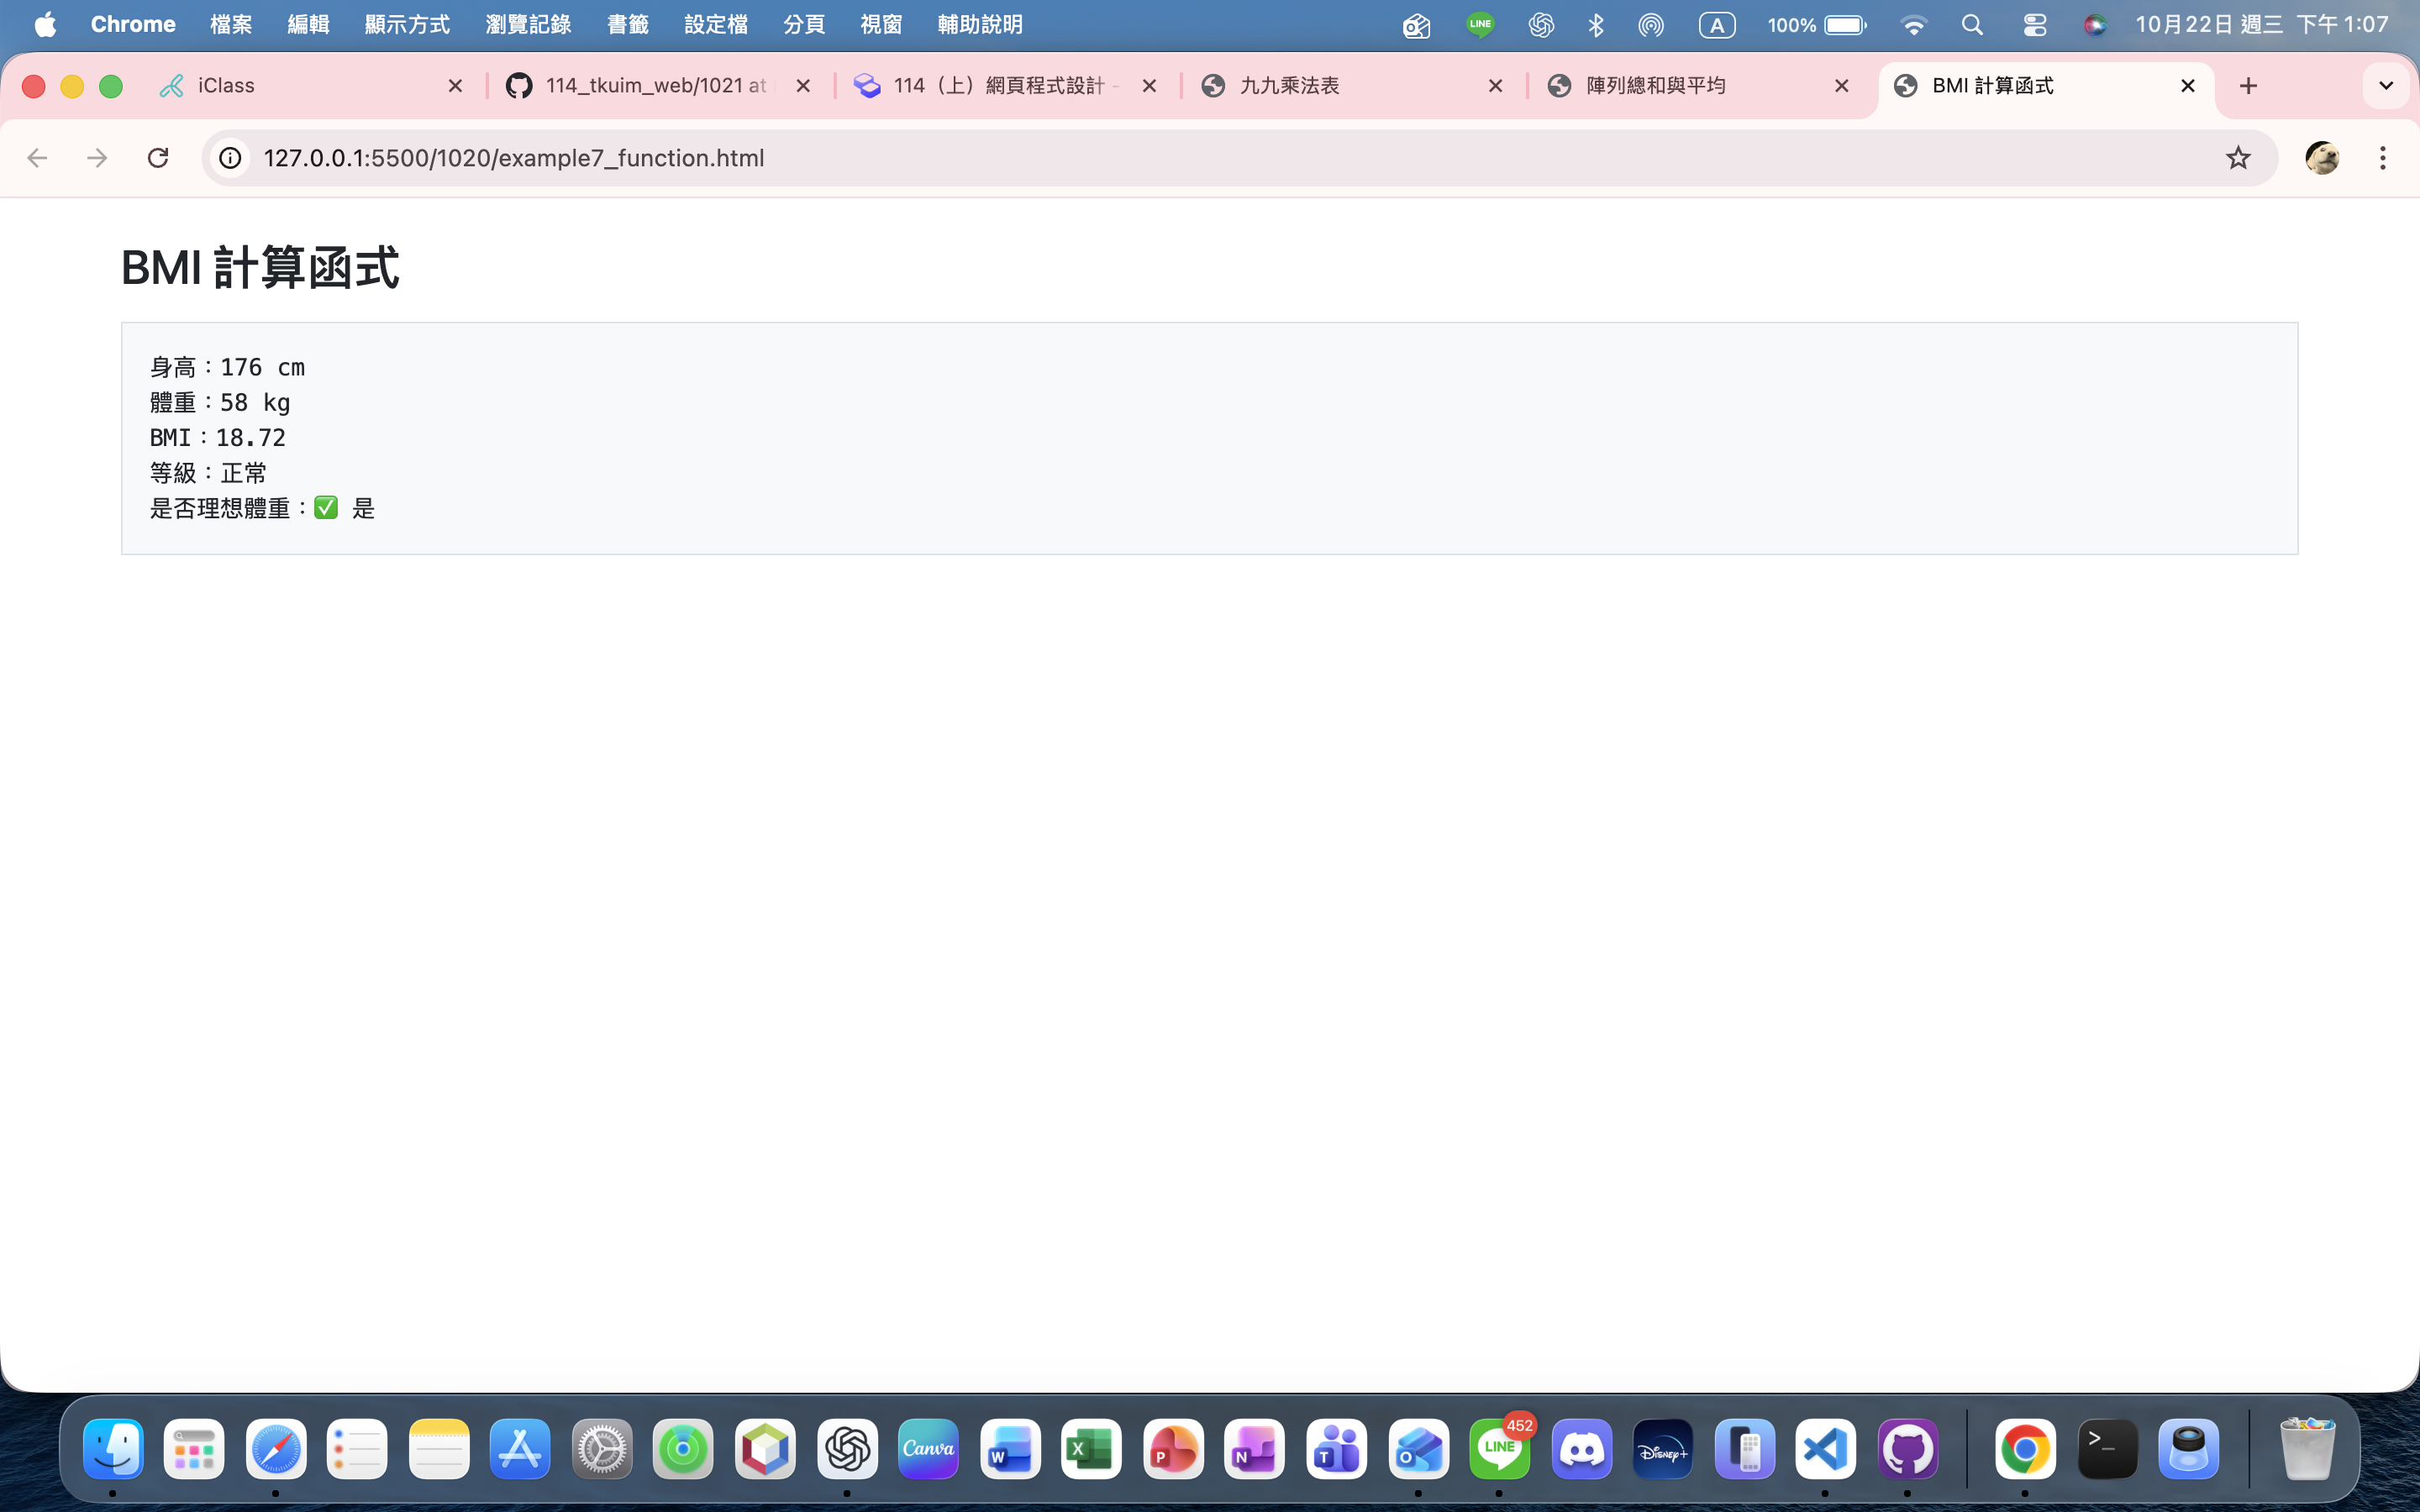 Chrome 檔案 編輯 顯示方式 瀏覽記錄 書籤 設定檔 分頁 視窗 輔助說明 LINE A 100% 10月22日 週三 下午 1:07
iClass 114_tkuim_web/1021 at 114（上）網頁程式設計 - 九九乘法表 陣列總和與平均 BMI 計算函式
127.0.0.1:5500/1020/example7_function.html
BMI 計算函式
身高：176 cm
體重：58 kg
BMI：18.72
等級：正常
是否理想體重：✅ 是
Canva W X P N T O LINE 452 Disney+ >_